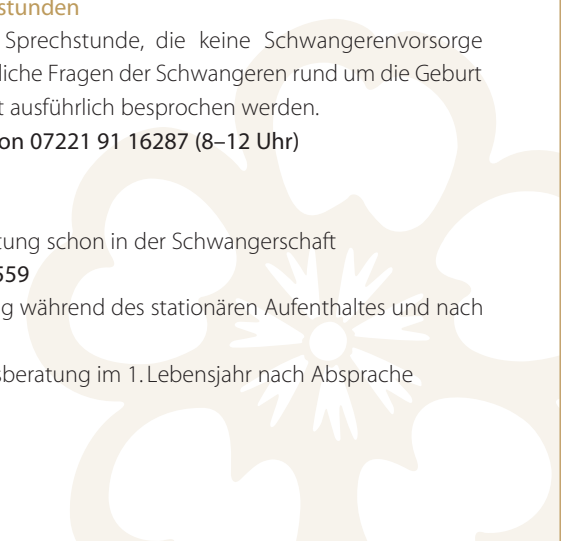 stunden
Sprechstunde, die keine Schwangerenvorsorge
liche Fragen der Schwangeren rund um die Geburt
t ausführlich besprochen werden.
on 07221 91 16287 (8–12 Uhr)
tung schon in der Schwangerschaft
559
g während des stationären Aufenthaltes und nach
sberatung im 1. Lebensjahr nach Absprache